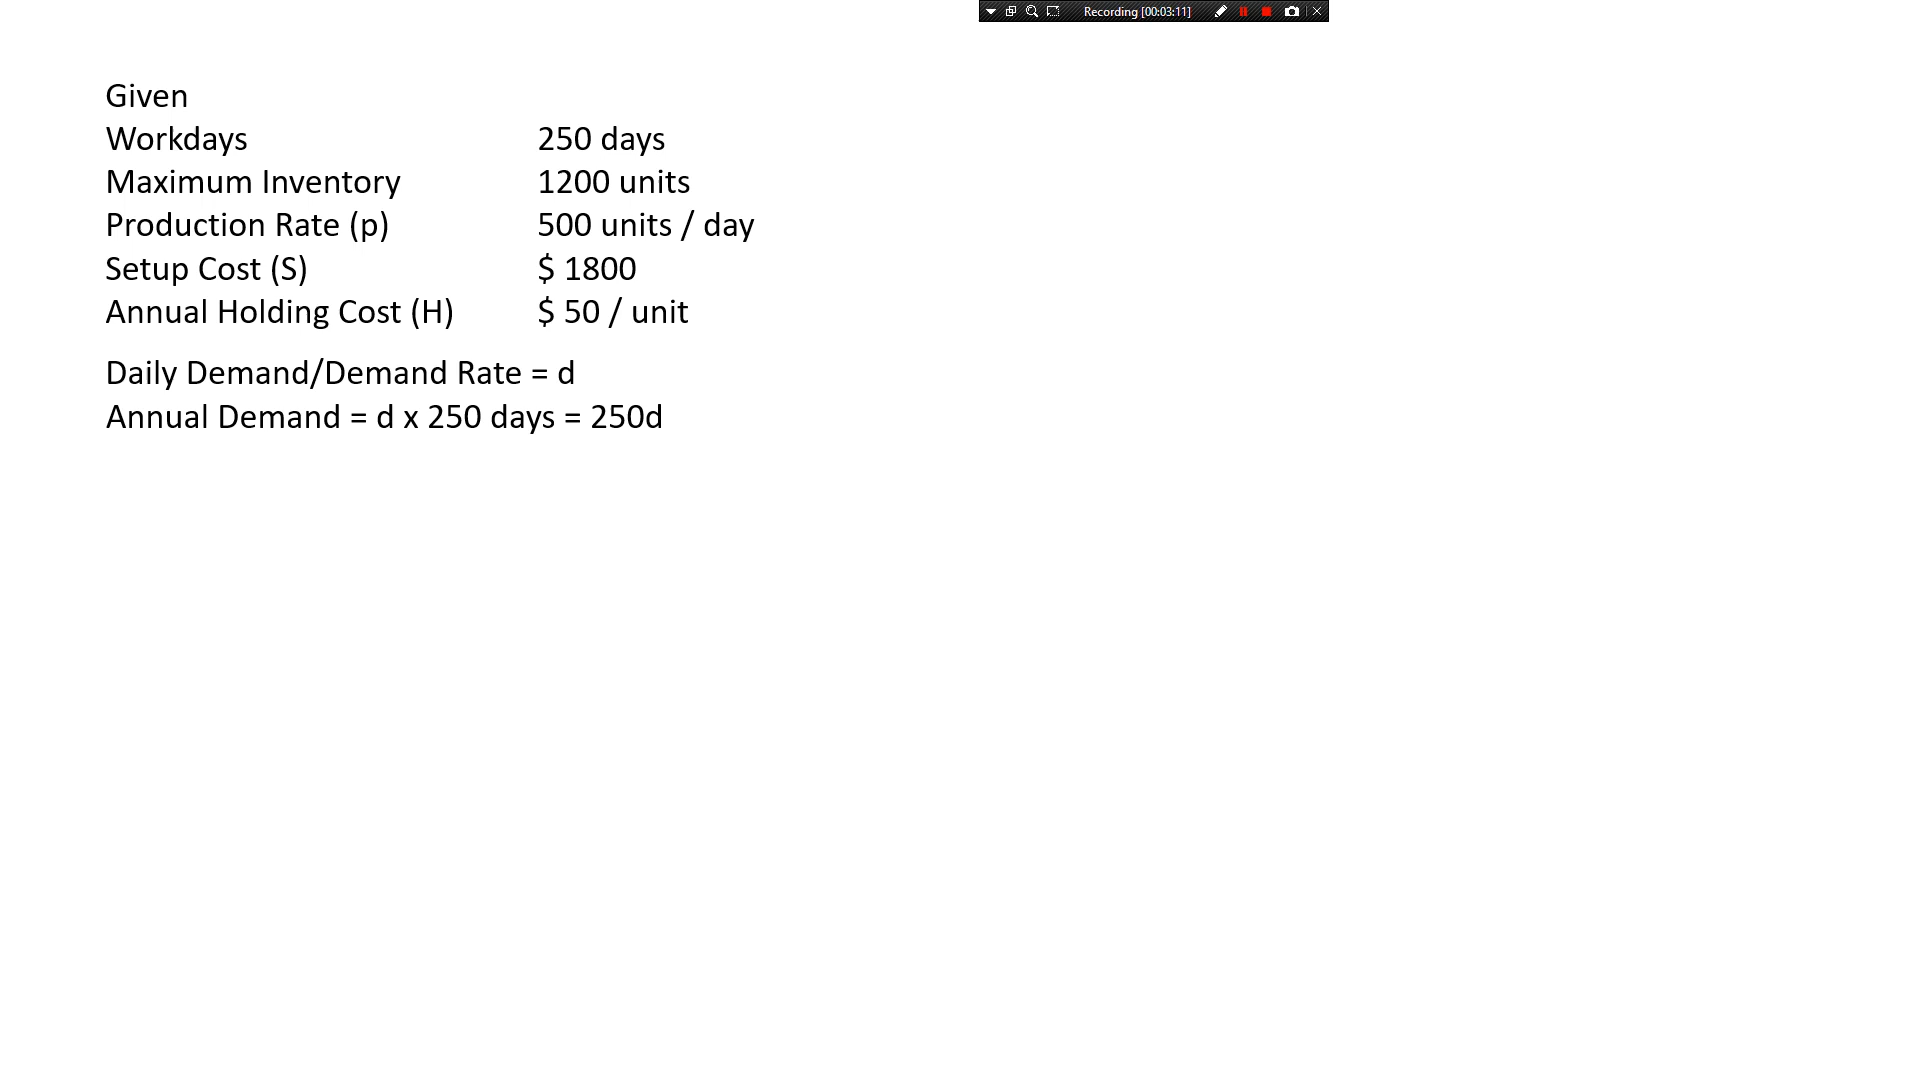 Recording [00:03:11]
Given
Workdays 250 days
Maximum Inventory 1200 units
Production Rate (p) 500 units / day
Setup Cost (S) $ 1800
Annual Holding Cost (H) $ 50 / unit
Daily Demand/Demand Rate = d
Annual Demand = d x 250 days = 250d